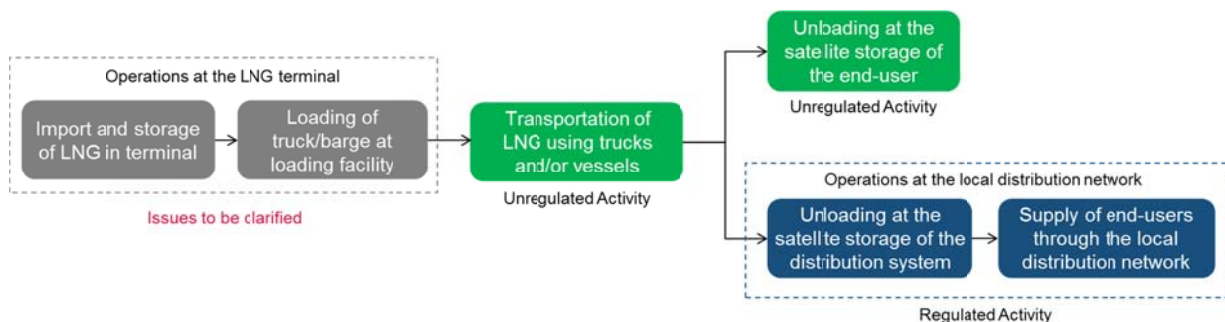 Operations at the LNG terminal
Import and storage
of LNG in terminal
Loading of
truck/barge at
loading facility
Issues to be clarified
Transportation of
LNG using trucks
and/or vessels
Unregulated Activity
Unloading at the
satellite storage of
the end-user
Unregulated Activity
Operations at the local distribution network
Unloading at the
satellite storage of the
distribution system
Supply of end-users
through the local
distribution network
Regulated Activity